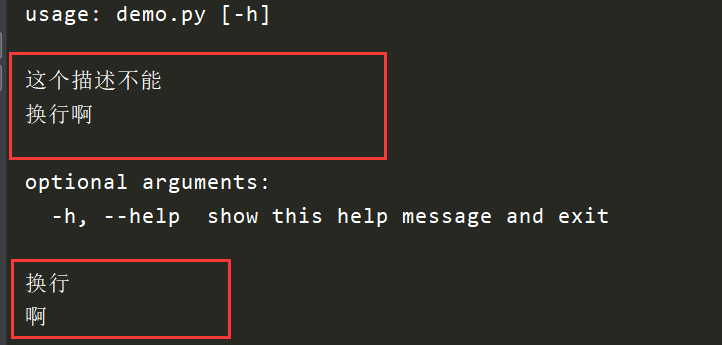 usage: demo.py [-h]
这个描述不能
换行啊
optional arguments:
-h, --help  show this help message and exit
换行
啊